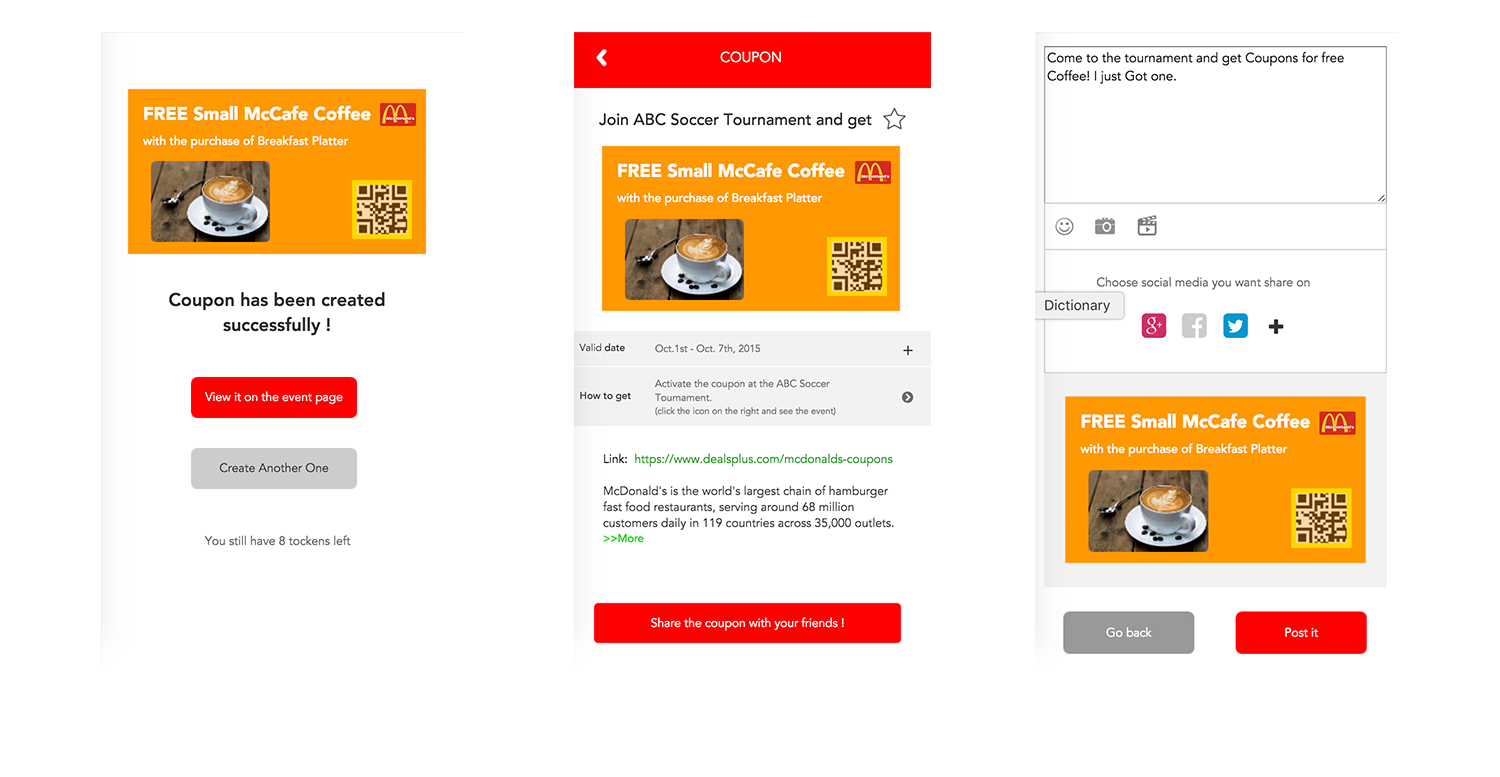 FREE Small McCafe Coffee
McDonald's
with the purchase of Breakfast Platter
Coupon has been created
successfully !
View it on the event page
Create Another One
You still have 8 tockens left
COUPON
Join ABC Soccer Tournament and get
FREE Small McCafe Coffee
McDonald's
with the purchase of Breakfast Platter
Valid date
Oct.1st - Oct. 7th, 2015
How to get
Activate the coupon at the ABC Soccer
Tournament.
(click the icon on the right and see the event)
Link: https://www.dealsplus.com/mcdonalds-coupons
McDonald's is the world's largest chain of hamburger
fast food restaurants, serving around 68 million
customers daily in 119 countries across 35,000 outlets.
>>More
Share the coupon with your friends !
Come to the tournament and get Coupons for free
Coffee! I just Got one.
Choose social media you want share on
Dictionary
g+
f
FREE Small McCafe Coffee
McDonald's
with the purchase of Breakfast Platter
Go back
Post it